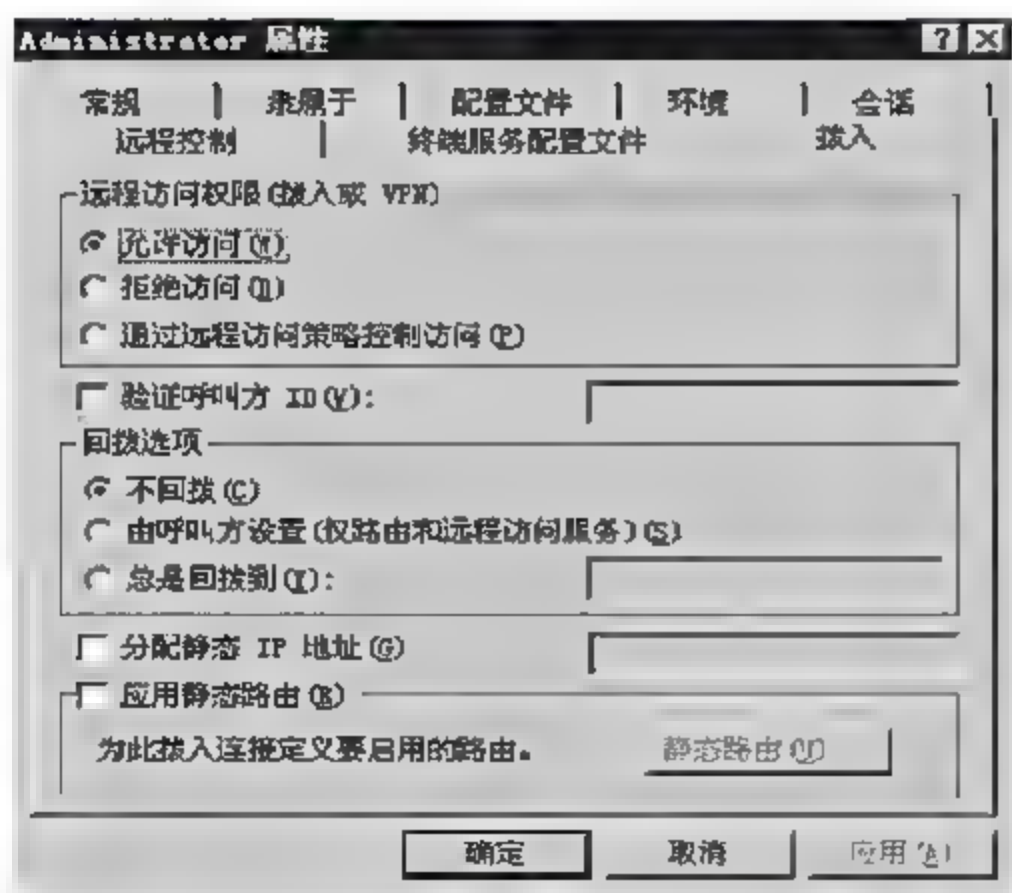 Administrator 属性
常规 隶属于 配置文件 环境 会话
远程控制 终端服务配置文件 拨入
远程访问权限(拨入或 VPN)
允许访问(W)
拒绝访问(D)
通过远程访问策略控制访问(P)
验证呼叫方 ID(V):
回拨选项
不回拨(C)
由呼叫方设置(仅路由和远程访问服务)(S)
总是回拨到(Y):
分配静态 IP 地址(G)
应用静态路由(R)
为此拨入连接定义要启用的路由。 静态路由(U)
确定 取消 应用(A)